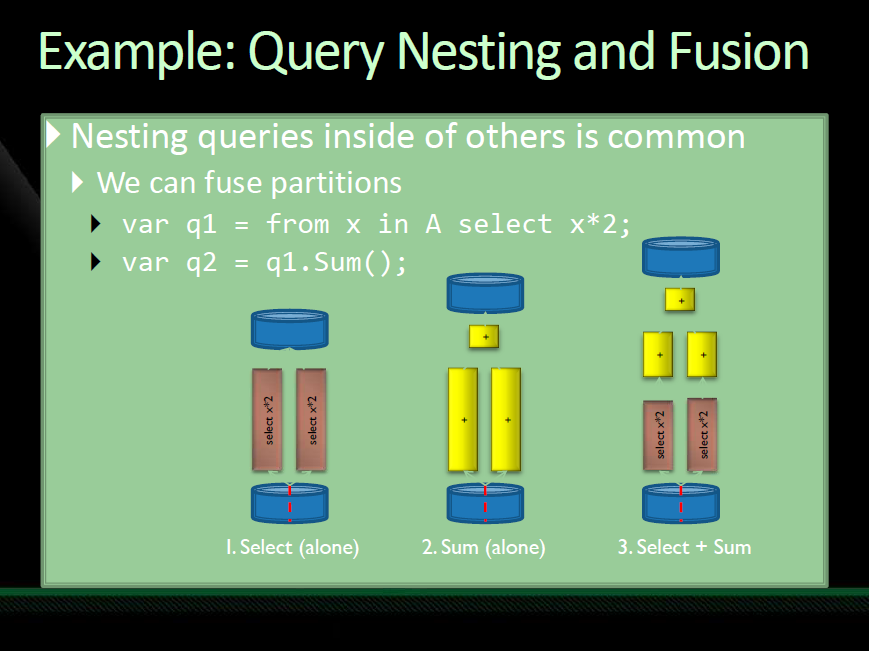 Example: Query Nesting and Fusion
Nesting queries inside of others is common
We can fuse partitions
var q1 = from x in A select x*2;
var q2 = q1.Sum();
select x*2
select x*2
+
+
+
+
+
+
select x*2
select x*2
1. Select (alone)
2. Sum (alone)
3. Select + Sum